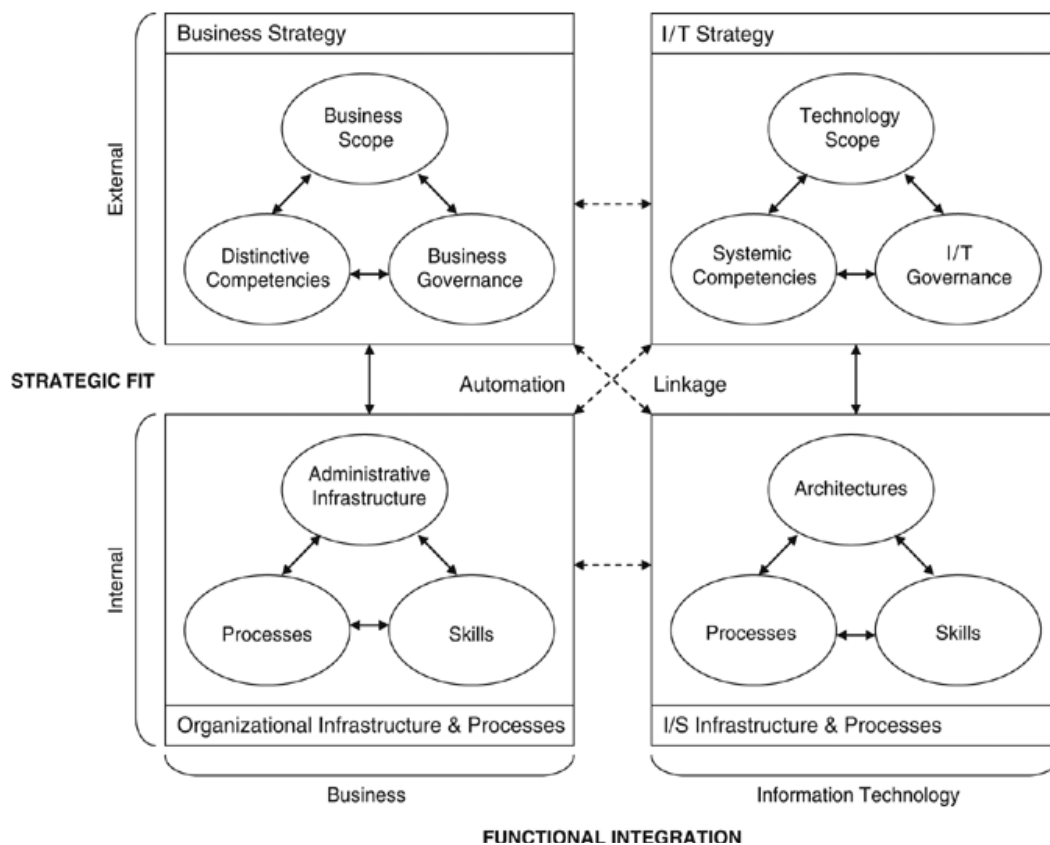 Business Strategy
I/T Strategy
Business
Scope
Technology
Scope
External
Distinctive
Competencies
Business
Governance
Systemic
Competencies
I/T
Governance
STRATEGIC FIT
Automation
Linkage
Administrative
Infrastructure
Architectures
Internal
Processes
Skills
Processes
Skills
Organizational Infrastructure & Processes
I/S Infrastructure & Processes
Business
Information Technology
FUNCTIONAL INTEGRATION